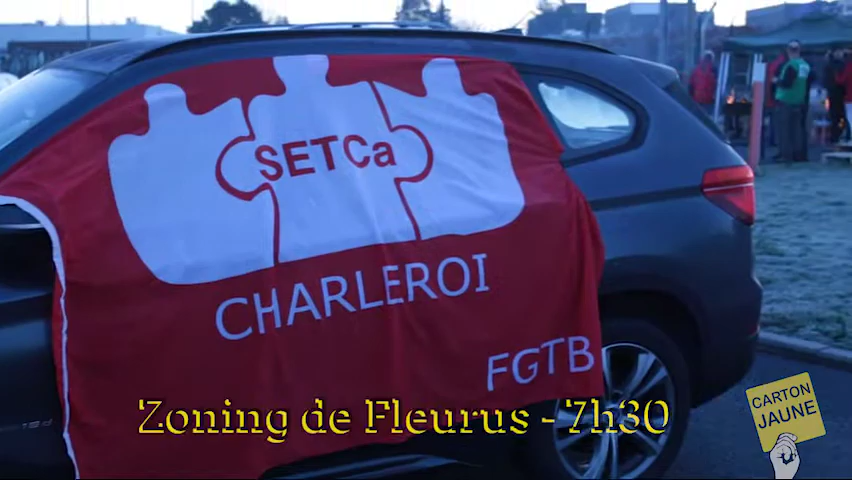 SETCa
CHARLEROI
FGTB
Zoning de Fleurus - 7h30
CARTON
JAUNE